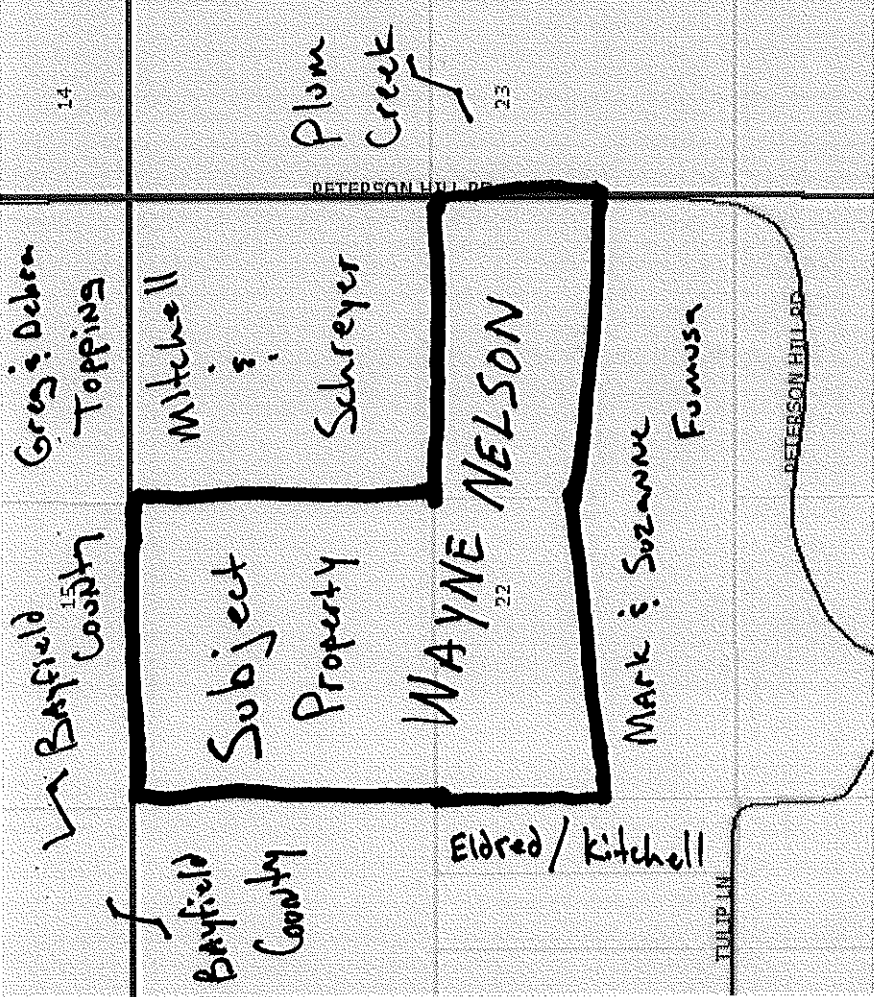 BAyfield
15
County
Greg & Debra
TOPPING
14
BAyfield
County
Subject
Property
Mitchell
&
Schreyer
Plum
Creek
23
PETERSON HILL RD
WAYNE NELSON
22
Eldred / Kitchell
MARK & SUZANNE
Fumusa
PETERSON HILL RD
TULIP LN